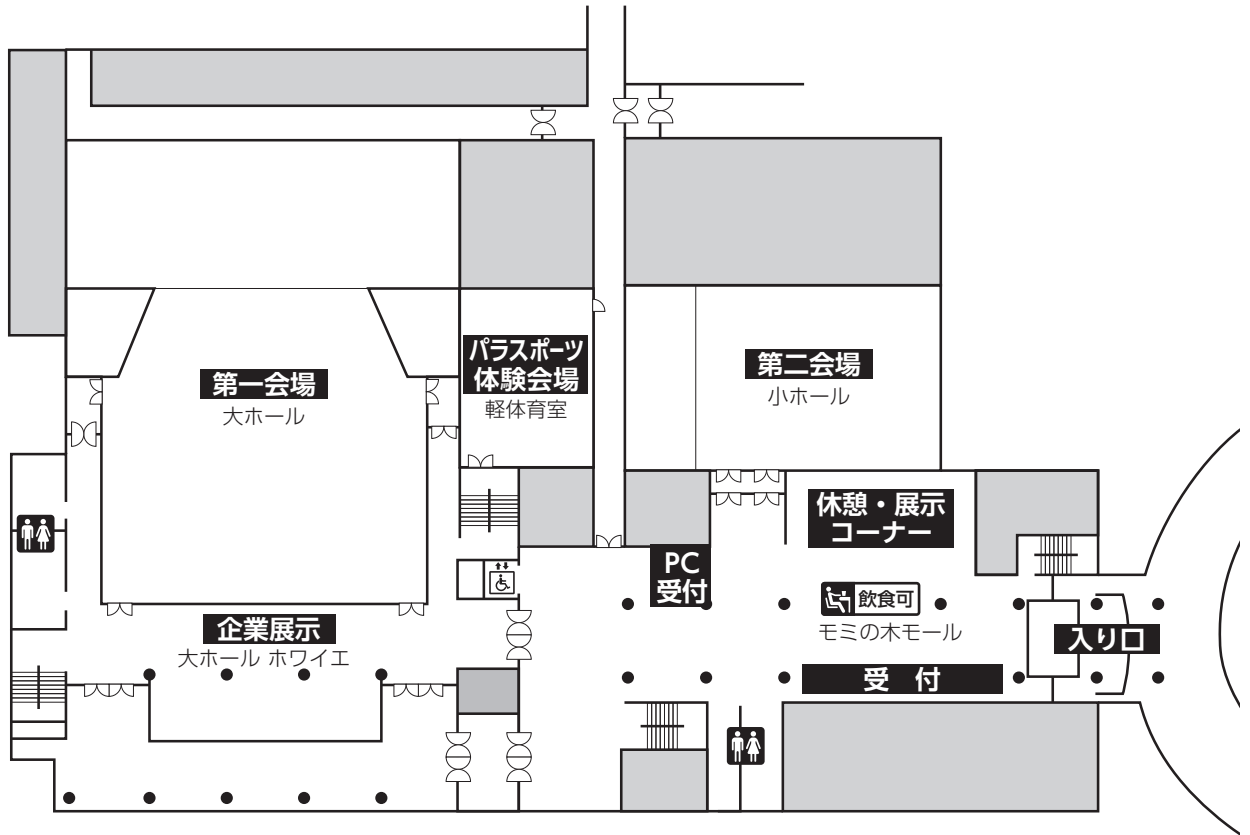 第一会場
大ホール
パラスポーツ
体験会場
軽体育室
第二会場
小ホール
休憩・展示
コーナー
PC
受付
飲食可
モミの木モール
企業展示
大ホール ホワイエ
受 付
入り口